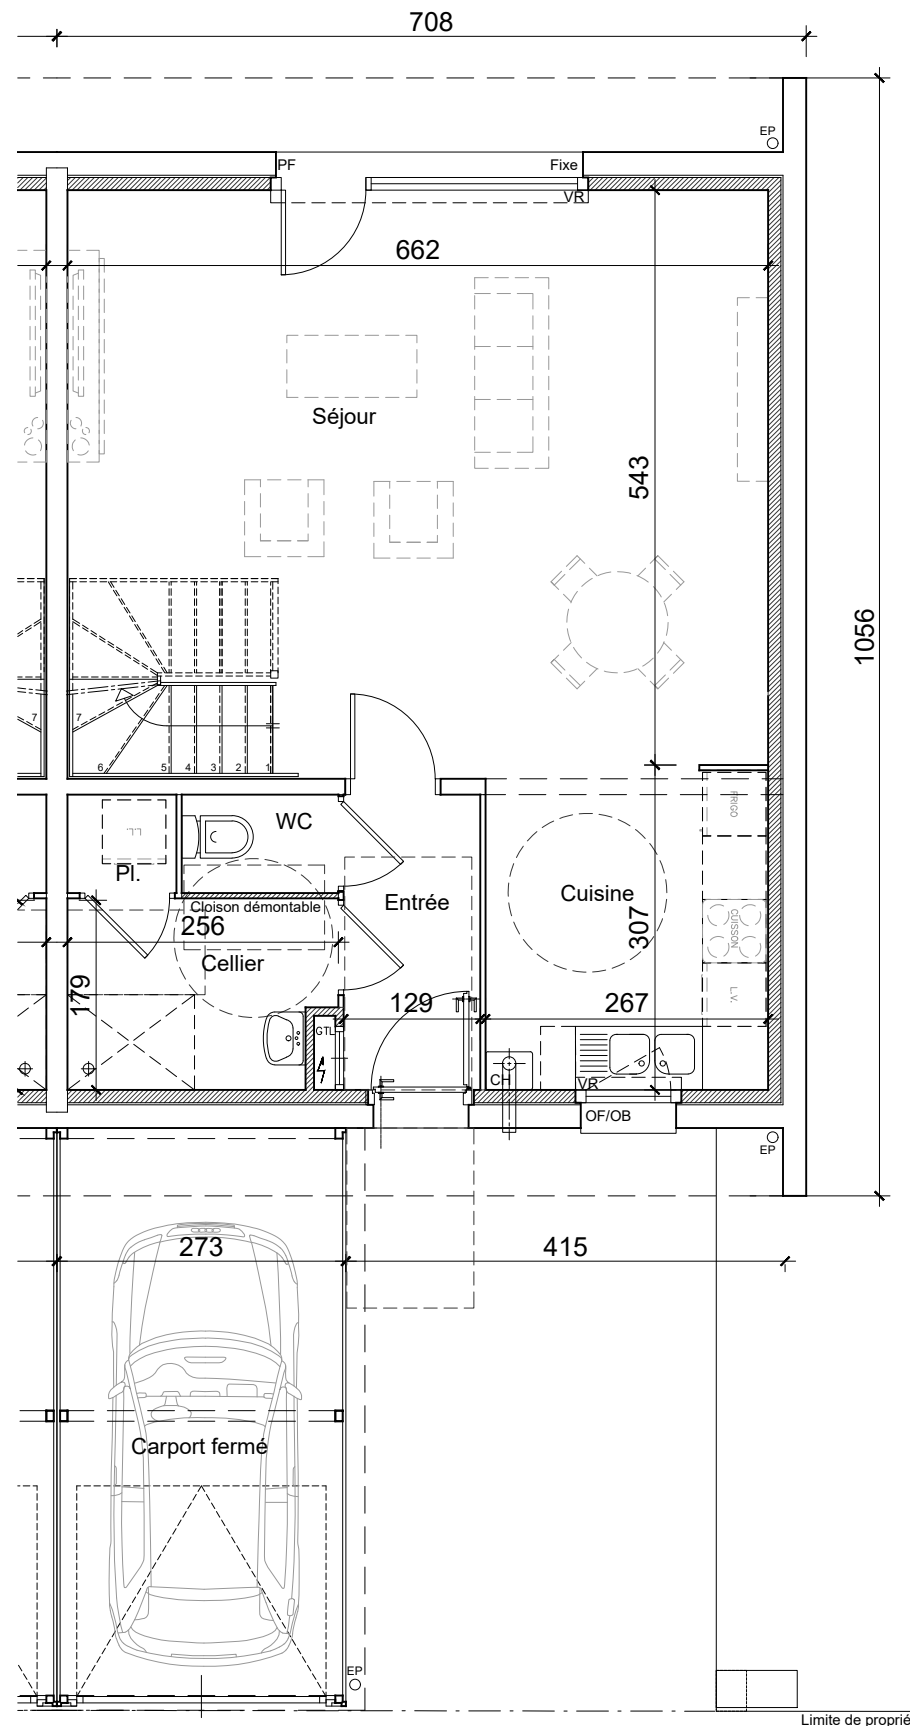 708
EP
PF
Fixe
VR
662
Séjour
543
1056
7
7
6
5
4
3
2
1
FRIGO
WC
L.L.
Pl.
Entrée
Cuisine
Cloison démontable
CUISSON
256
307
Cellier
179
129
267
L.V.
GTL
CH
VR
OF/OB
EP
273
415
Carport fermé
EP
Limite de proprié